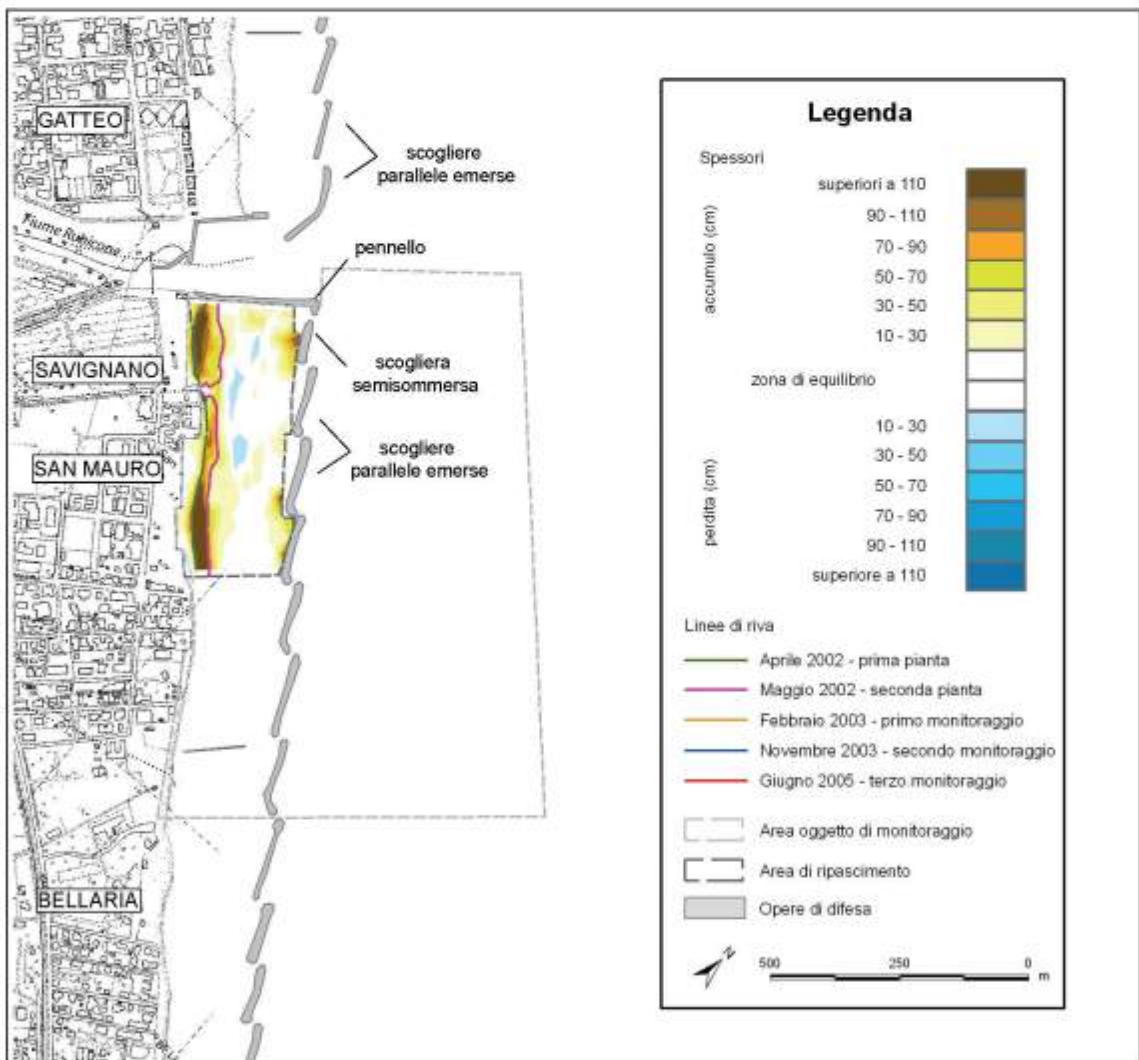 GATTEO
scogliere
parallele emerse
Fiume Rubicone
pennello
SAVIGNANO
scogliera
semisommersa
SAN MAURO
San
scogliere
parallele emerse
BELLARIA
Legenda
Spessori
accumulo (cm)
superiori a 110
90 - 110
70 - 90
50 - 70
30 - 50
10 - 30
zona di equilibrio
perdita (cm)
10 - 30
30 - 50
50 - 70
70 - 90
90 - 110
superiore a 110
Linee di riva
Aprile 2002 - prima pianta
Maggio 2002 - seconda pianta
Febbraio 2003 - primo monitoraggio
Novembre 2003 - secondo monitoraggio
Giugno 2005 - terzo monitoraggio
Area oggetto di monitoraggio
Area di ripascimento
Opere di difesa
N
500 250 0
m